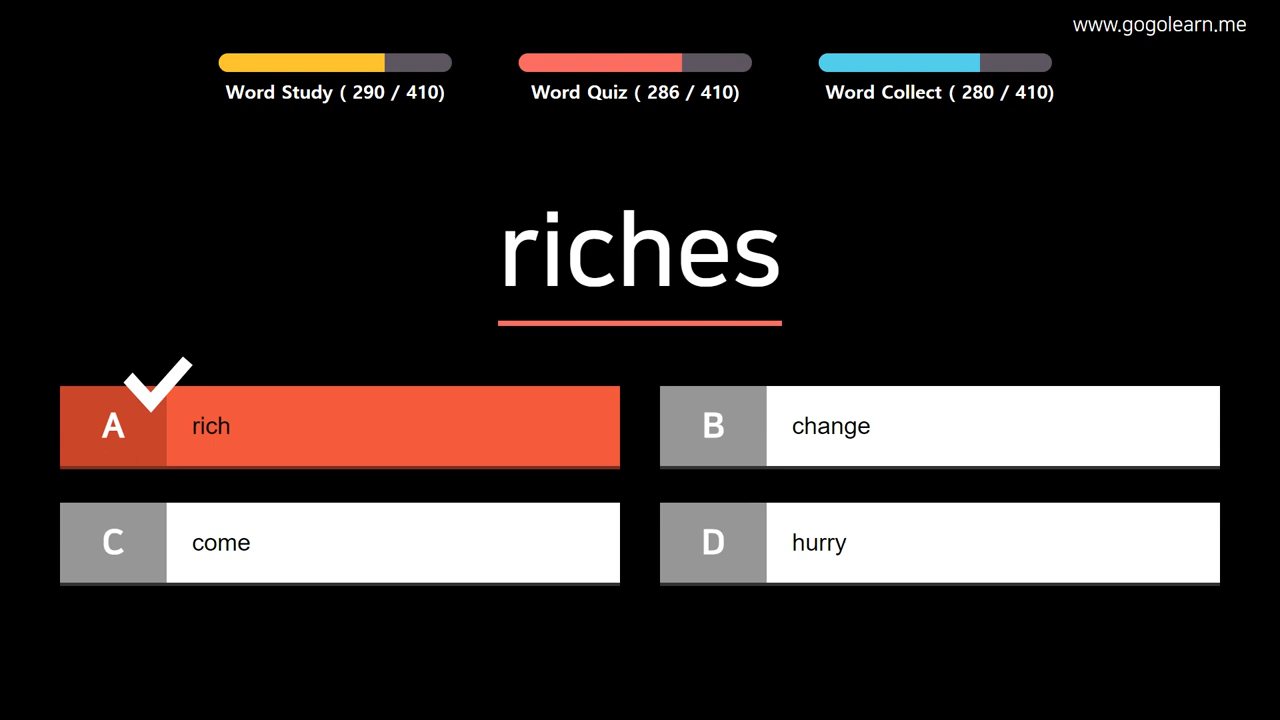 www.gogolearn.me
Word Study ( 290 / 410)
Word Quiz ( 286 / 410)
Word Collect ( 280 / 410)
riches
A rich
B change
C come
D hurry